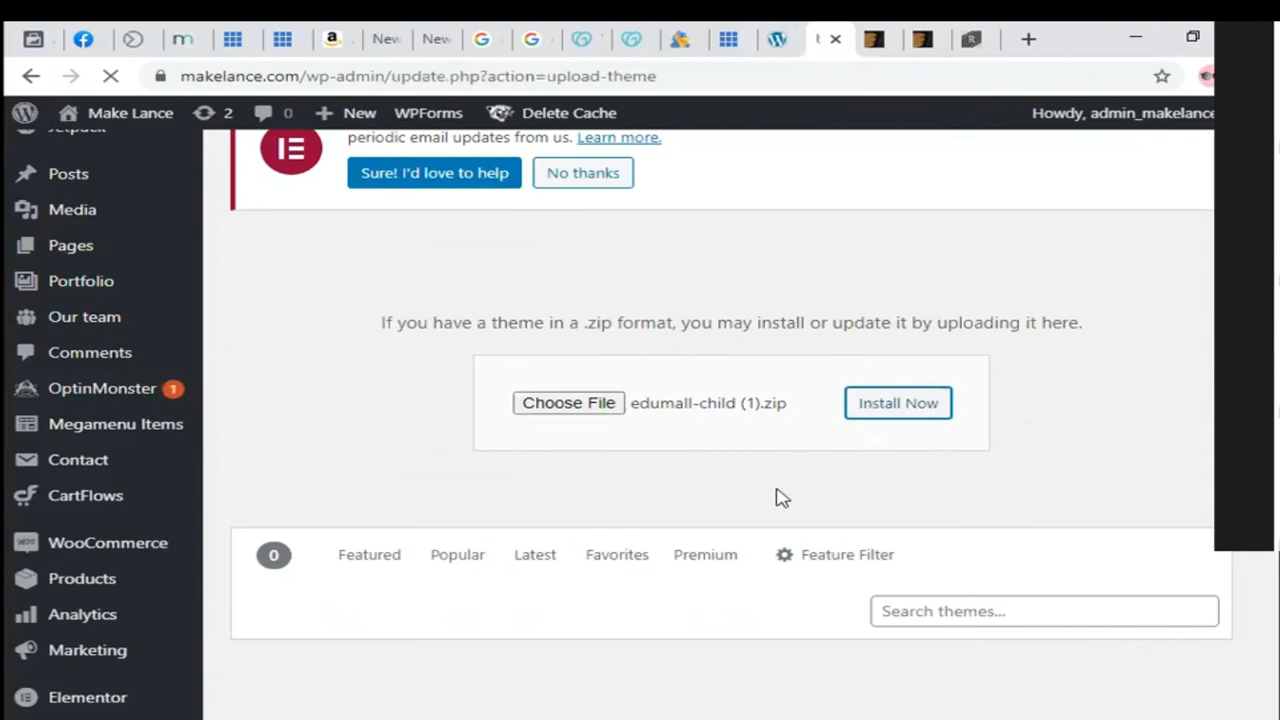 New
New
makelance.com/wp-admin/update.php?action=upload-theme
Make Lance
2
0
New
WPForms
Delete Cache
Howdy, admin_makelance
Jetpack
Posts
Media
Pages
Portfolio
Our team
Comments
OptinMonster 1
Megamenu Items
Contact
CartFlows
WooCommerce
Products
Analytics
Marketing
Elementor
periodic email updates from us. Learn more.
Sure! I'd love to help
No thanks
If you have a theme in a .zip format, you may install or update it by uploading it here.
Choose File edumall-child (1).zip
Install Now
0
Featured
Popular
Latest
Favorites
Premium
Feature Filter
Search themes...